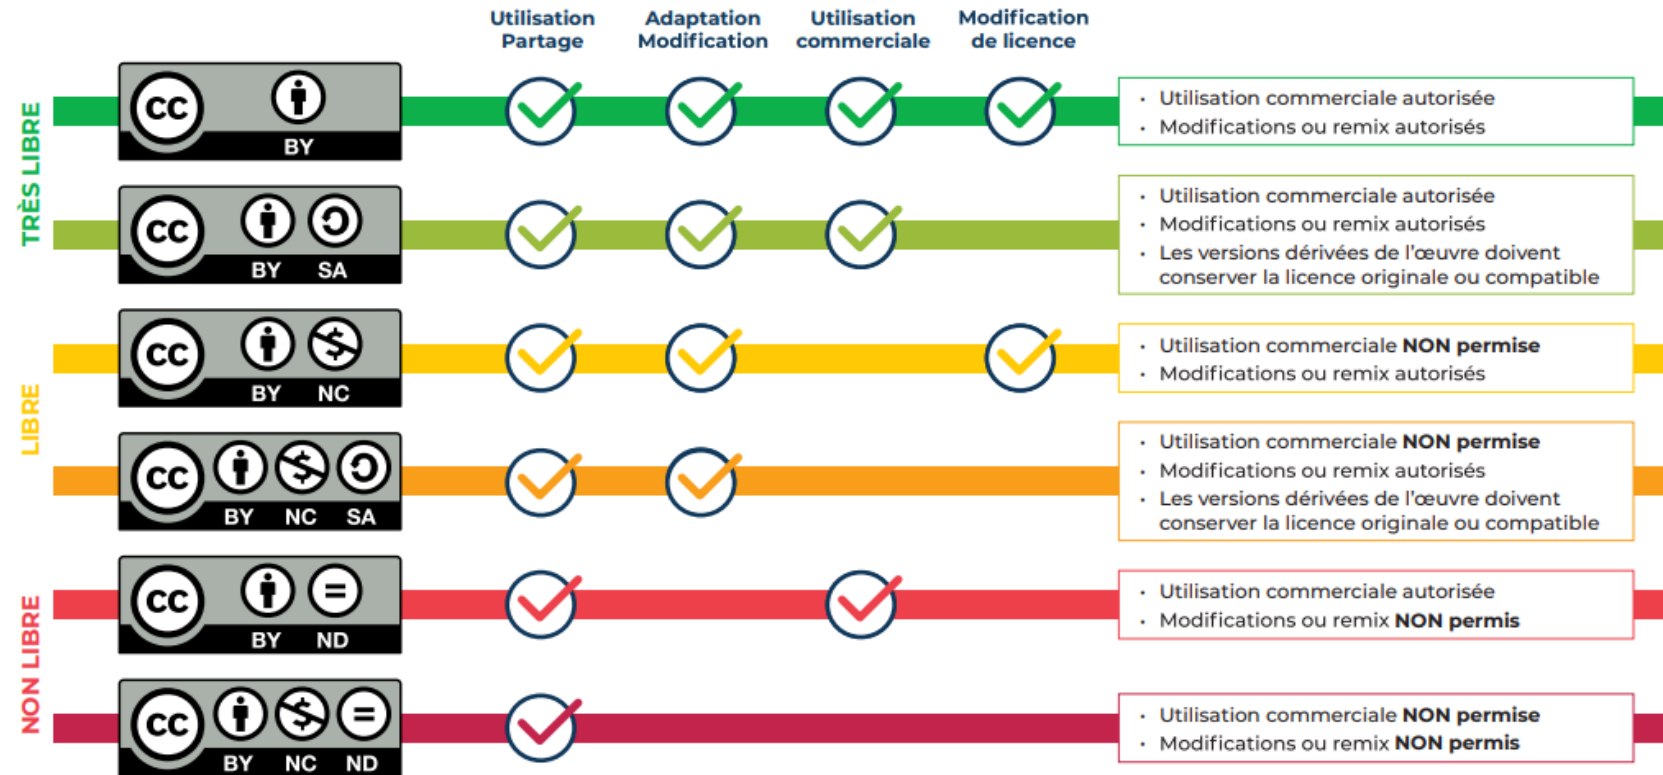 Utilisation Partage
Adaptation Modification
Utilisation commerciale
Modification de licence
TRÈS LIBRE
cc
BY
• Utilisation commerciale autorisée
• Modifications ou remix autorisés
cc
BY SA
• Utilisation commerciale autorisée
• Modifications ou remix autorisés
• Les versions dérivées de l’œuvre doivent
conserver la licence originale ou compatible
LIBRE
cc
$
BY NC
• Utilisation commerciale NON permise
• Modifications ou remix autorisés
cc
$
BY NC SA
• Utilisation commerciale NON permise
• Modifications ou remix autorisés
• Les versions dérivées de l’œuvre doivent
conserver la licence originale ou compatible
NON LIBRE
cc
=
BY ND
• Utilisation commerciale autorisée
• Modifications ou remix NON permis
cc
$ =
BY NC ND
• Utilisation commerciale NON permise
• Modifications ou remix NON permis